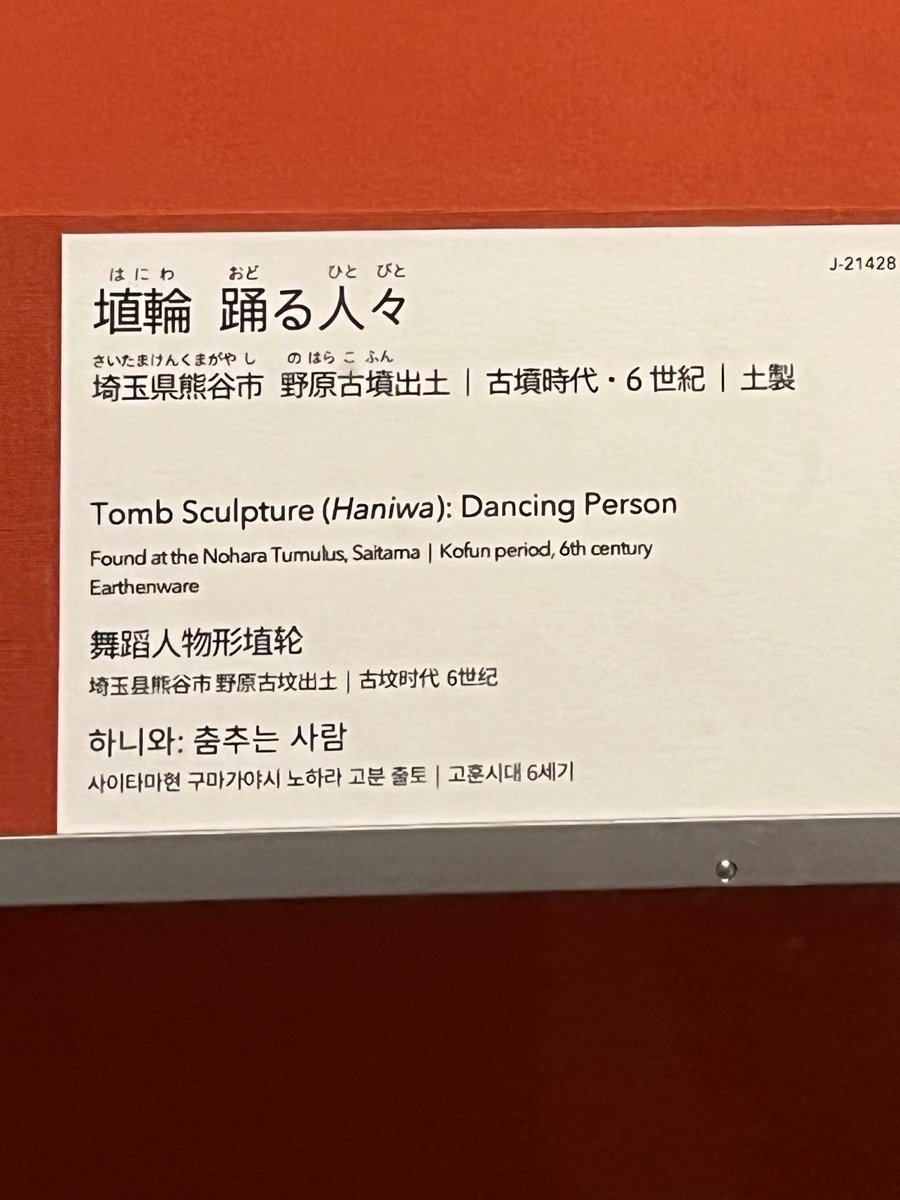 はにわ おど ひと びと
埴輪 踊る人々
J-21428
さいたまけんくまがやし のはらこふん
埼玉県熊谷市 野原古墳出土 | 古墳時代・6世紀 | 土製
Tomb Sculpture (Haniwa): Dancing Person
Found at the Nohara Tumulus, Saitama | Kofun period, 6th century
Earthenware
舞蹈人物形埴轮
埼玉县熊谷市 野原古坟出土 | 古坟时代 6世纪
하니와: 춤추는 사람
사이타마현 구마가야시 노하라 고분 출토 | 고훈시대 6세기